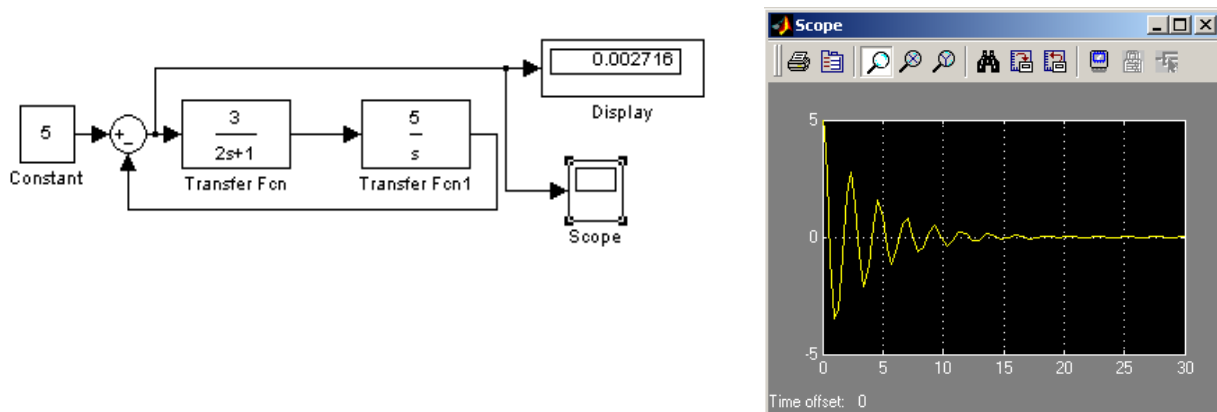 5
Constant
+
−
3
2s+1
Transfer Fcn
5
s
Transfer Fcn1
0.002716
Display
Scope
Scope
5
0
-5
0 5 10 15 20 25 30
Time offset: 0